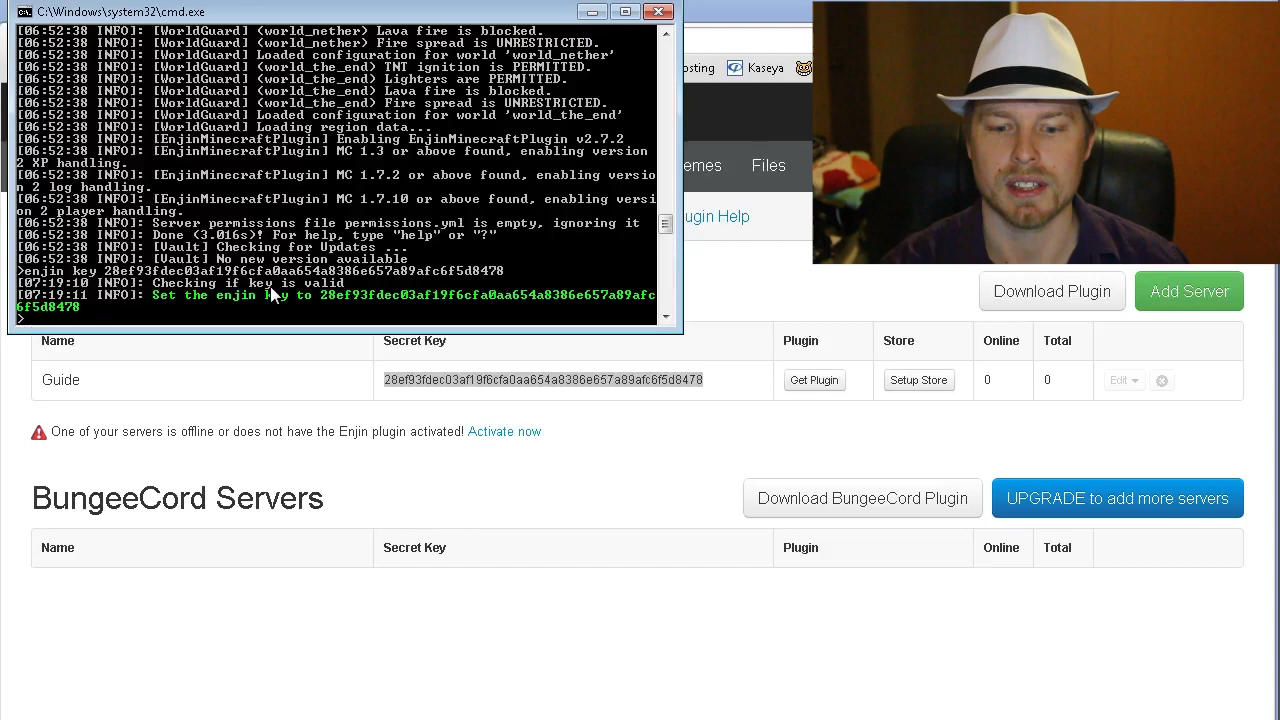 C:\Windows\system32\cmd.exe
[06:52:38 INFO]: [WorldGuard] (world_nether) Lava fire is blocked.
[06:52:38 INFO]: [WorldGuard] (world_nether) Fire spread is UNRESTRICTED.
[06:52:38 INFO]: [WorldGuard] Loaded configuration for world 'world_nether'
[06:52:38 INFO]: [WorldGuard] (world_the_end) TNT ignition is PERMITTED.
[06:52:38 INFO]: [WorldGuard] (world_the_end) Lighters are PERMITTED.
[06:52:38 INFO]: [WorldGuard] (world_the_end) Lava fire is blocked.
[06:52:38 INFO]: [WorldGuard] (world_the_end) Fire spread is UNRESTRICTED.
[06:52:38 INFO]: [WorldGuard] Loaded configuration for world 'world_the_end'
[06:52:38 INFO]: [WorldGuard] Loading region data...
[06:52:38 INFO]: [EnjinMinecraftPlugin] Enabling EnjinMinecraftPlugin v2.7.2
[06:52:38 INFO]: [EnjinMinecraftPlugin] MC 1.3 or above found, enabling version
2 XP handling.
[06:52:38 INFO]: [EnjinMinecraftPlugin] MC 1.7.2 or above found, enabling versio
n 2 log handling.
[06:52:38 INFO]: [EnjinMinecraftPlugin] MC 1.7.10 or above found, enabling versi
on 2 player handling.
[06:52:38 INFO]: Server permissions file permissions.yml is empty, ignoring it
[06:52:38 INFO]: Done (3.016s)! For help, type "help" or "?"
[06:52:38 INFO]: [Vault] Checking for Updates ...
[06:52:38 INFO]: [Vault] No new version available
>enjin key 28ef93fdec03af19f6cfa0aa654a8386e657a89afc6f5d8478
[07:19:10 INFO]: Checking if key is valid
[07:19:11 INFO]: Set the enjin key to 28ef93fdec03af19f6cfa0aa654a8386e657a89afc
6f5d8478
>
osting Kaseya
emes Files
lugin Help
Download Plugin Add Server
Name Secret Key Plugin Store Online Total
Guide 28ef93fdec03af19f6cfa0aa654a8386e657a89afc6f5d8478 Get Plugin Setup Store 0 0 Edit
One of your servers is offline or does not have the Enjin plugin activated! Activate now
BungeeCord Servers Download BungeeCord Plugin UPGRADE to add more servers
Name Secret Key Plugin Online Total